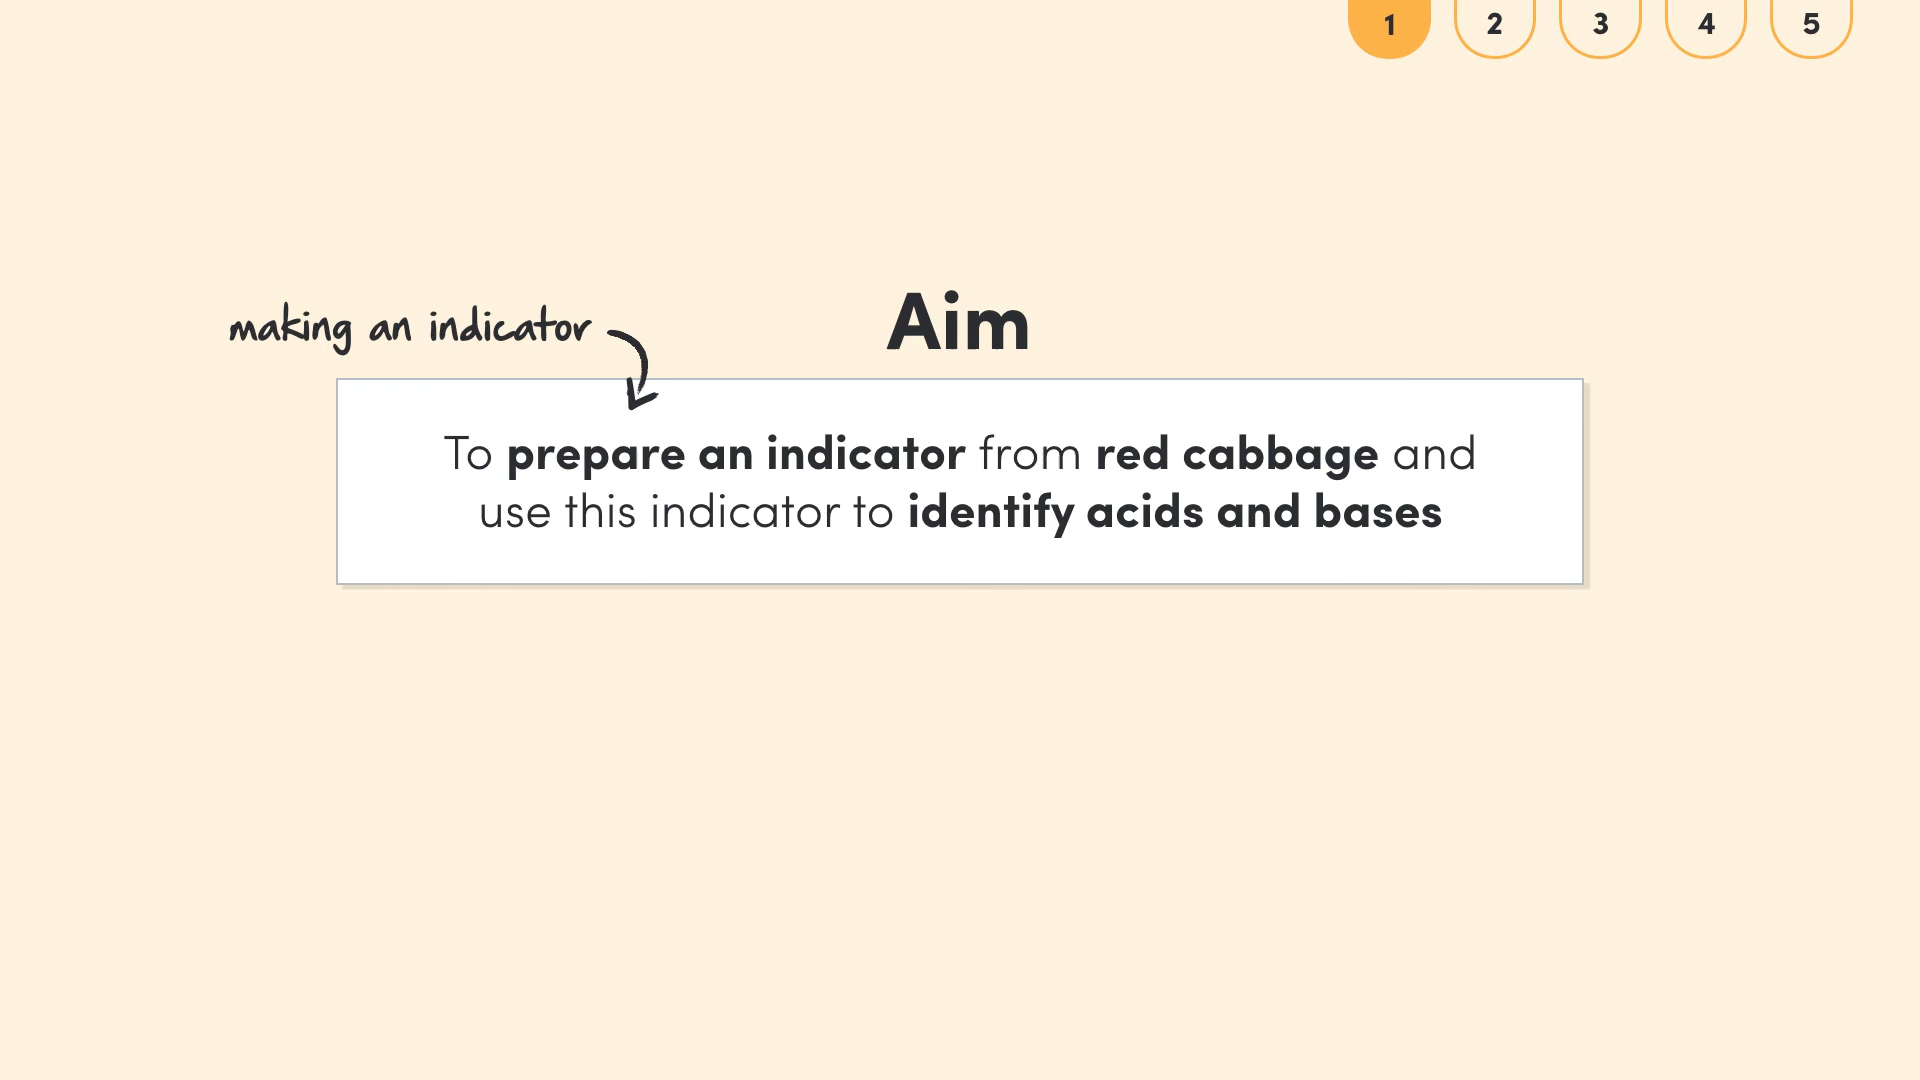 1 2 3 4 5
Aim
making an indicator
To prepare an indicator from red cabbage and
use this indicator to identify acids and bases